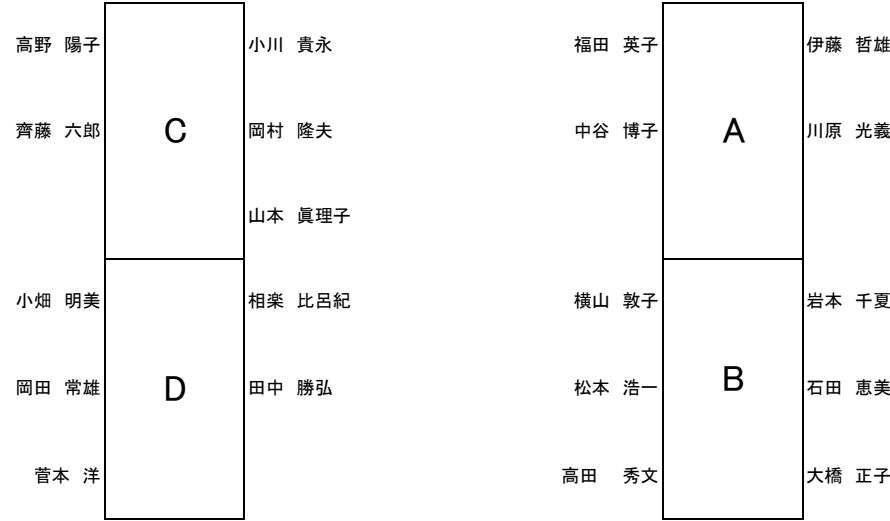 高野 陽子 小川 貴永 福田 英子 伊藤 哲雄
齊藤 六郎 C 岡村 隆夫 中谷 博子 A 川原 光義
山本 眞理子
小畑 明美 相楽 比呂紀 横山 敦子 岩本 千夏
岡田 常雄 D 田中 勝弘 松本 浩一 B 石田 恵美
菅本 洋 高田 秀文 大橋 正子